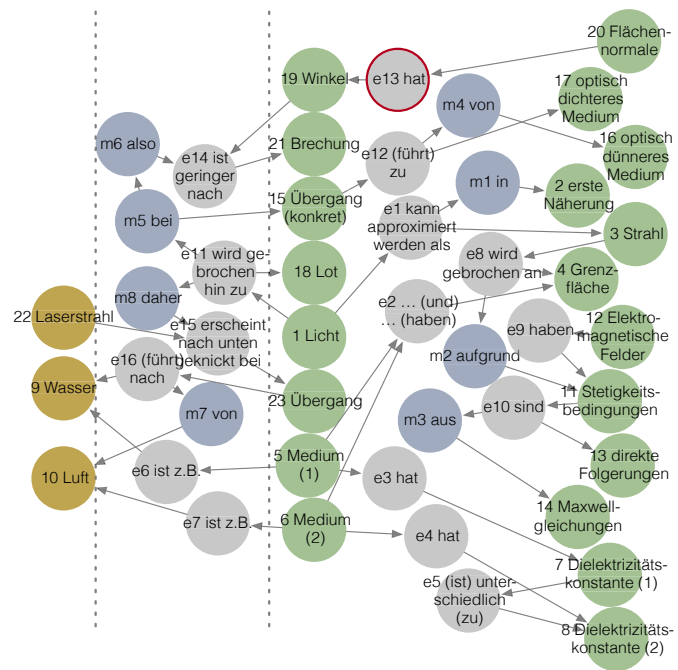 20 Flächen-
normale
19 Winkel
e13 hat
17 optisch
dichteres
Medium
m4 von
m6 also
21 Brechung
e14 ist
geringer
nach
e12 (führt)
zu
16 optisch
dünneres
Medium
m1 in
2 erste
Näherung
15 Übergang
(konkret)
m5 bei
e1 kann
approximiert
werden als
3 Strahl
e11 wird ge-
brochen
hin zu
18 Lot
e8 wird
gebrochen an
4 Grenz-
fläche
m8 daher
e2 ... (und)
... (haben)
22 Laserstrahl
e15 erscheint
nach unten
geknickt bei
1 Licht
e9 haben
12 Elektro-
magnetische
Felder
m2 aufgrund
e16 (führt)
nach
9 Wasser
23 Übergang
11 Stetigkeits-
bedingungen
m7 von
m3 aus
e10 sind
5 Medium
(1)
13 direkte
Folgerungen
10 Luft
e6 ist z.B.
e3 hat
14 Maxwell-
gleichungen
6 Medium
(2)
e7 ist z.B.
e4 hat
7 Dielektrizitäts-
konstante (1)
e5 (ist) unter-
schiedlich
(zu)
8 Dielektrizitäts-
konstante (2)